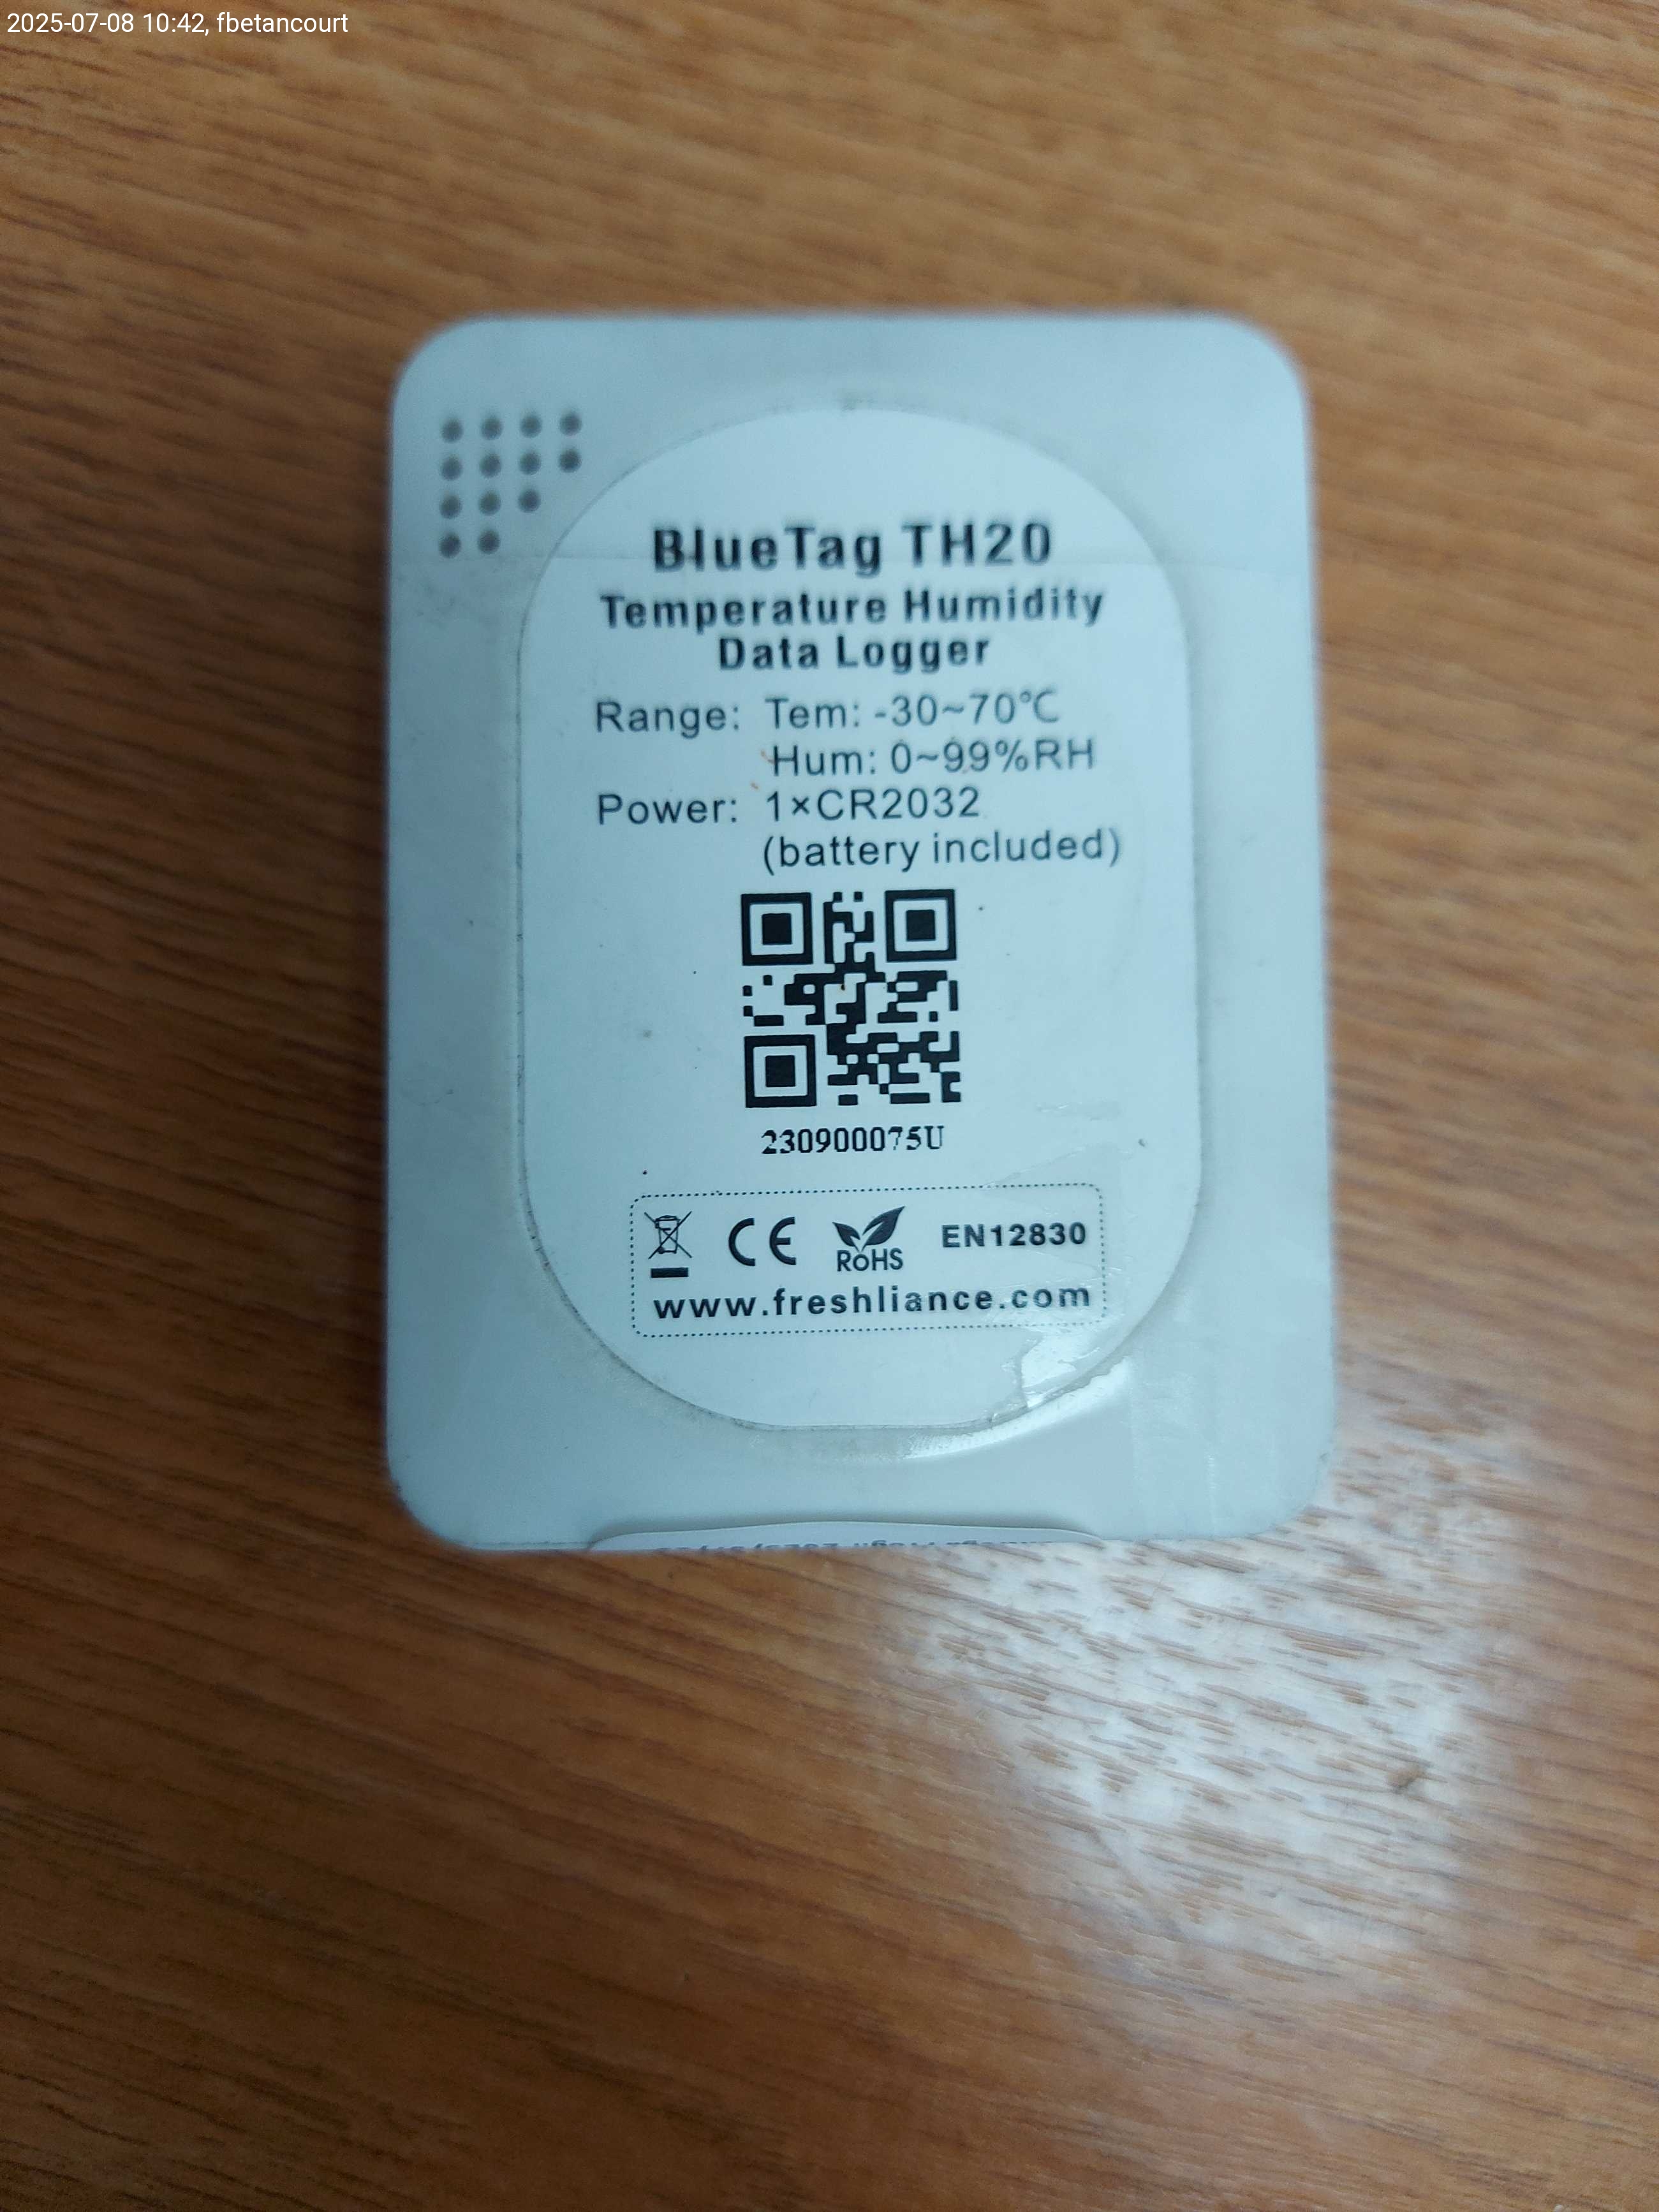 2025-07-08 10:42, fbetancourt
BlueTag TH20
Temperature Humidity
Data Logger
Range: Tem: -30~70℃
Hum: 0~99%RH
Power: 1×CR2032
(battery included)
230900075U
CE RoHS EN12830
www.freshliance.com